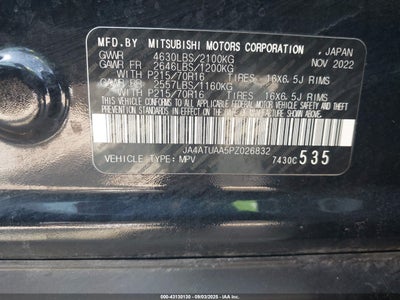 MFD.BY MITSUBISHI MOTORS CORPORATION, JAPAN
NOV 2022
GVWR 4630LBS/2100KG
GAWR FR 2646LBS/1200KG
WITH P215/70R16 TIRES 16X6.5J RIMS
GAWR RR 2557LBS/1160KG
WITH P215/70R16 TIRES 16X6.5J RIMS
THIS VEHICLE CONFORMS TO ALL APPLICABLE
FEDERAL MOTOR VEHICLE SAFETY, BUMPER AND THEFT
PREVENTION STANDARDS IN EFFECT ON THE DATE OF
MANUFACTURE SHOWN ABOVE.
JA4ATUAA5PZ026832
VEHICLE TYPE: MPV
7430C 535
000-43130130 - 09/03/2025 - IAA Inc.